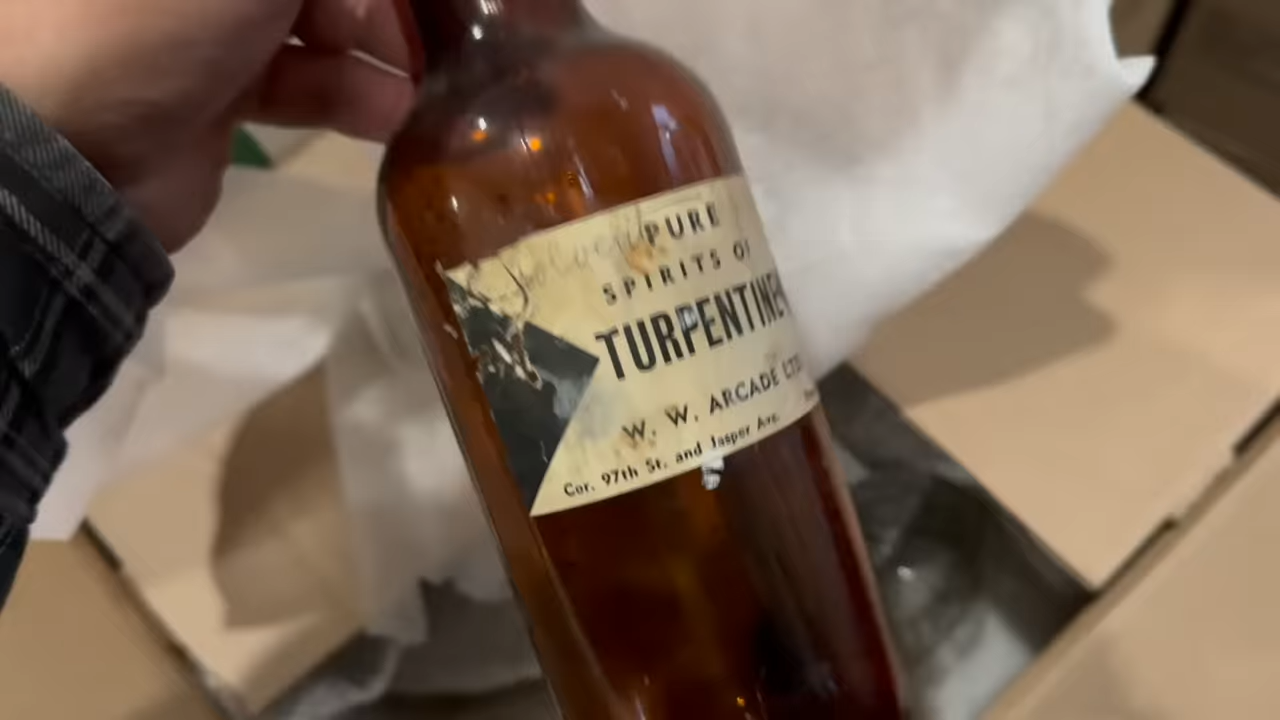 PURE
SPIRITS OF
TURPENTINE
W. W. ARCADE LTD.
Cor. 97th St. and Jasper Ave.